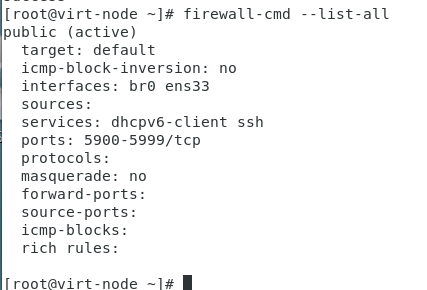 [root@virt-node ~]# firewall-cmd --list-all
public (active)
  target: default
  icmp-block-inversion: no
  interfaces: br0 ens33
  sources:
  services: dhcpv6-client ssh
  ports: 5900-5999/tcp
  protocols:
  masquerade: no
  forward-ports:
  source-ports:
  icmp-blocks:
  rich rules:
[root@virt-node ~]#